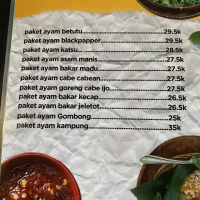 paket ayam betutu.......................29.5k
paket ayam blackpapper..................29.5k
paket ayam katsu........................28.5k
paket ayam asam manis...................27.5k
paket ayam bakar madu...................27.5k
paket ayam cabe cabean..................27.5k
paket ayam goreng cabe ijo..............27.5k
paket ayam bakar kecap..................26.5k
paket ayam bakar jeletot................26.5k
paket ayam Gombong......................25k
paket ayam kampung......................35k